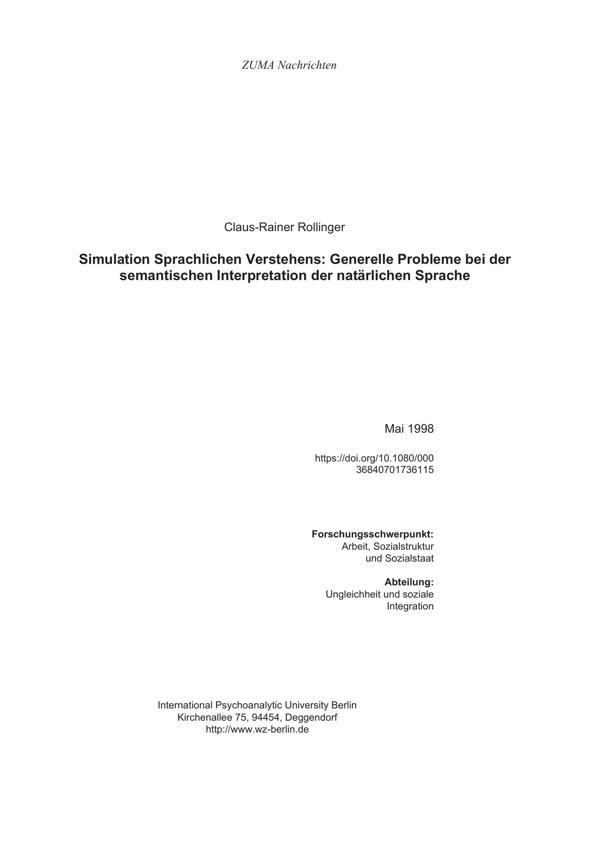 ZUMA Nachrichten
Claus-Rainer Rollinger
Simulation Sprachlichen Verstehens: Generelle Probleme bei der
semantischen Interpretation der natärlichen Sprache
Mai 1998
https://doi.org/10.1080/000
36840701736115
Forschungsschwerpunkt:
Arbeit, Sozialstruktur
und Sozialstaat
Abteilung:
Ungleichheit und soziale
Integration
International Psychoanalytic University Berlin
Kirchenallee 75, 94454, Deggendorf
http://www.wz-berlin.de